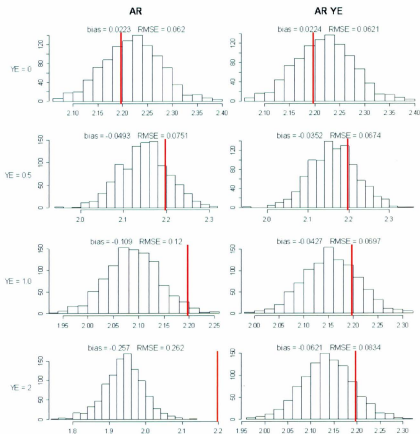 AR
AR YE
bias = 0.0223 RMSE = 0.062
bias = 0.0224 RMSE = 0.0621
YE = 0
0 40 80 120
0 40 80 120
2.10 2.15 2.20 2.25 2.30 2.35 2.40
2.10 2.15 2.20 2.25 2.30 2.35 2.40
bias = -0.0493 RMSE = 0.0751
bias = -0.0352 RMSE = 0.0674
YE = 0.5
0 50 100 150
0 40 80 120
2.0 2.1 2.2 2.3
2.0 2.1 2.2 2.3
bias = -0.109 RMSE = 0.12
bias = -0.0427 RMSE = 0.0697
YE = 1.0
0 50 100 150
0 50 100 150
1.95 2.00 2.05 2.10 2.15 2.20 2.25
2.00 2.05 2.10 2.15 2.20 2.25 2.30
bias = -0.257 RMSE = 0.262
bias = -0.0621 RMSE = 0.0834
YE = 2
0 50 100 150
0 50 100 150
1.8 1.9 2.0 2.1 2.2
1.95 2.00 2.05 2.10 2.15 2.20 2.25 2.30